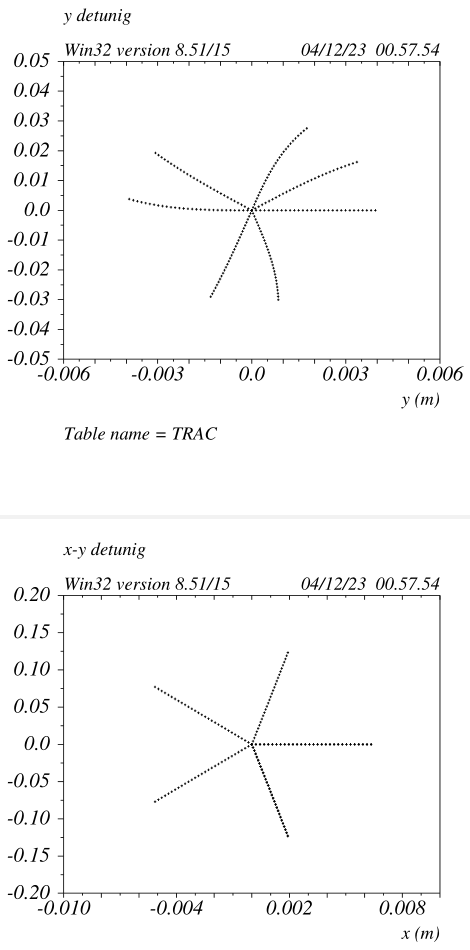 y detunig
Win32 version 8.51/15 04/12/23 00.57.54
0.05
0.04
0.03
0.02
0.01
0.0
-0.01
-0.02
-0.03
-0.04
-0.05
-0.006 -0.003 0.0 0.003 0.006
y (m)
Table name = TRAC
x-y detunig
Win32 version 8.51/15 04/12/23 00.57.54
0.20
0.15
0.10
0.05
0.0
-0.05
-0.10
-0.15
-0.20
-0.010 -0.004 0.002 0.008
x (m)